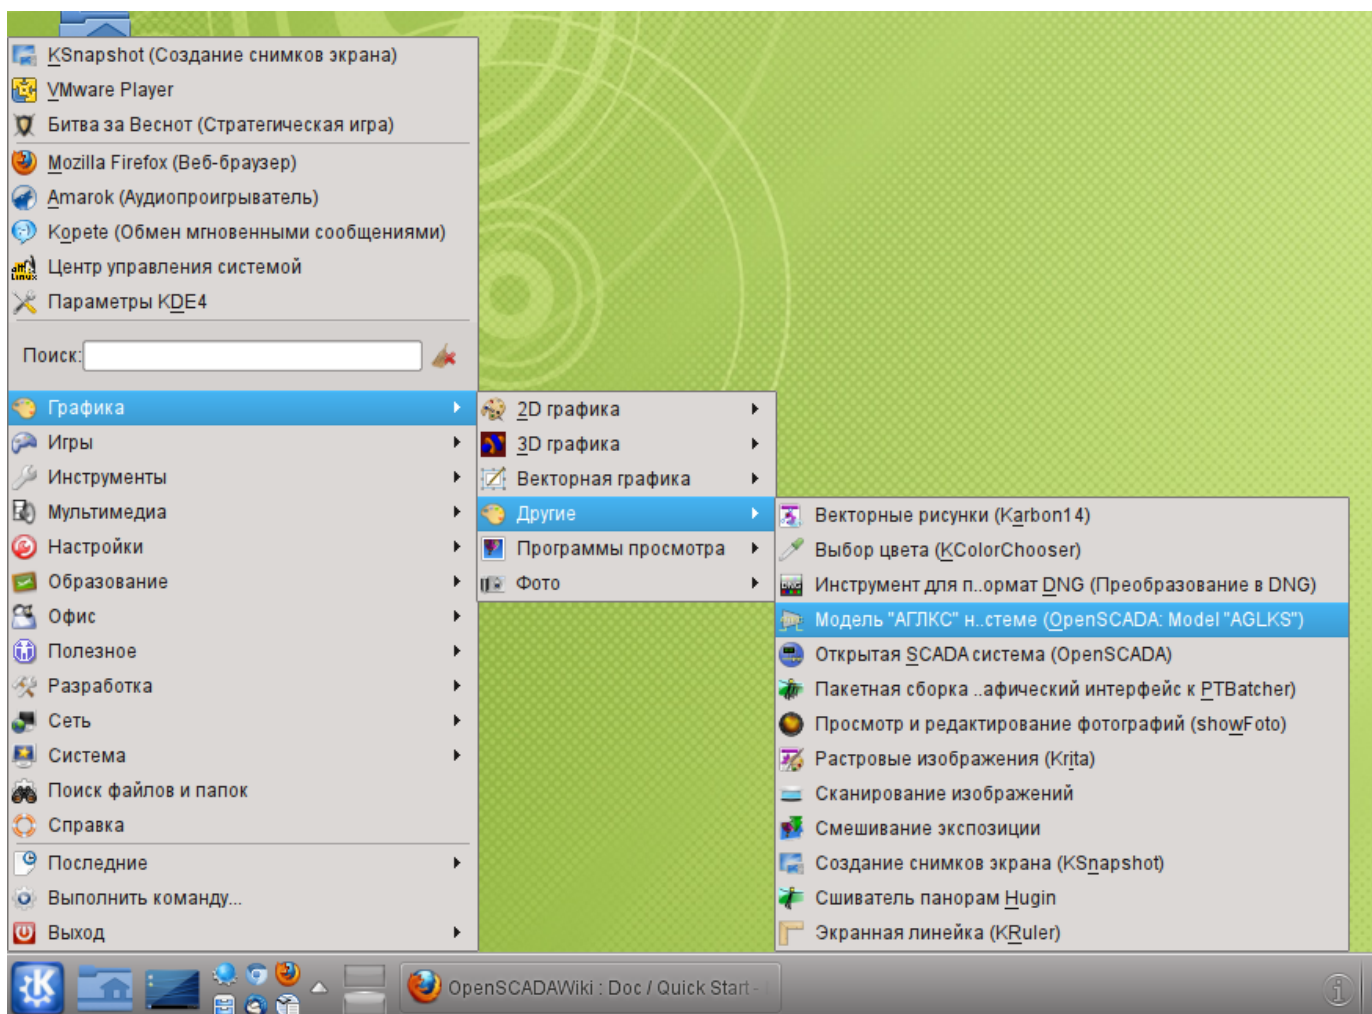 KSnapshot (Создание снимков экрана)
VMware Player
Битва за Веснот (Стратегическая игра)
Mozilla Firefox (Веб-браузер)
Amarok (Аудиопроигрыватель)
Kopete (Обмен мгновенными сообщениями)
Центр управления системой
Параметры KDE4
Поиск:
Графика
Игры
Инструменты
Мультимедиа
Настройки
Образование
Офис
Полезное
Разработка
Сеть
Система
Поиск файлов и папок
Справка
Последние
Выполнить команду...
Выход
2D графика
3D графика
Векторная графика
Другие
Программы просмотра
Фото
Векторные рисунки (Karbon14)
Выбор цвета (KColorChooser)
Инструмент для п..ормат DNG (Преобразование в DNG)
Модель "АГЛКС" н..стеме (OpenSCADA: Model "AGLKS")
Открытая SCADA система (OpenSCADA)
Пакетная сборка ..афический интерфейс к PTBatcher)
Просмотр и редактирование фотографий (showFoto)
Растровые изображения (Krita)
Сканирование изображений
Смешивание экспозиции
Создание снимков экрана (KSnapshot)
Сшиватель панорам Hugin
Экранная линейка (KRuler)
OpenSCADAWiki : Doc / Quick Start -